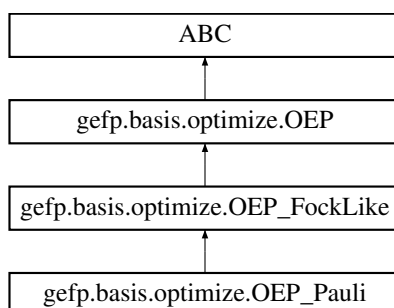 ABC
gefp.basis.optimize.OEP
gefp.basis.optimize.OEP_FockLike
gefp.basis.optimize.OEP_Pauli